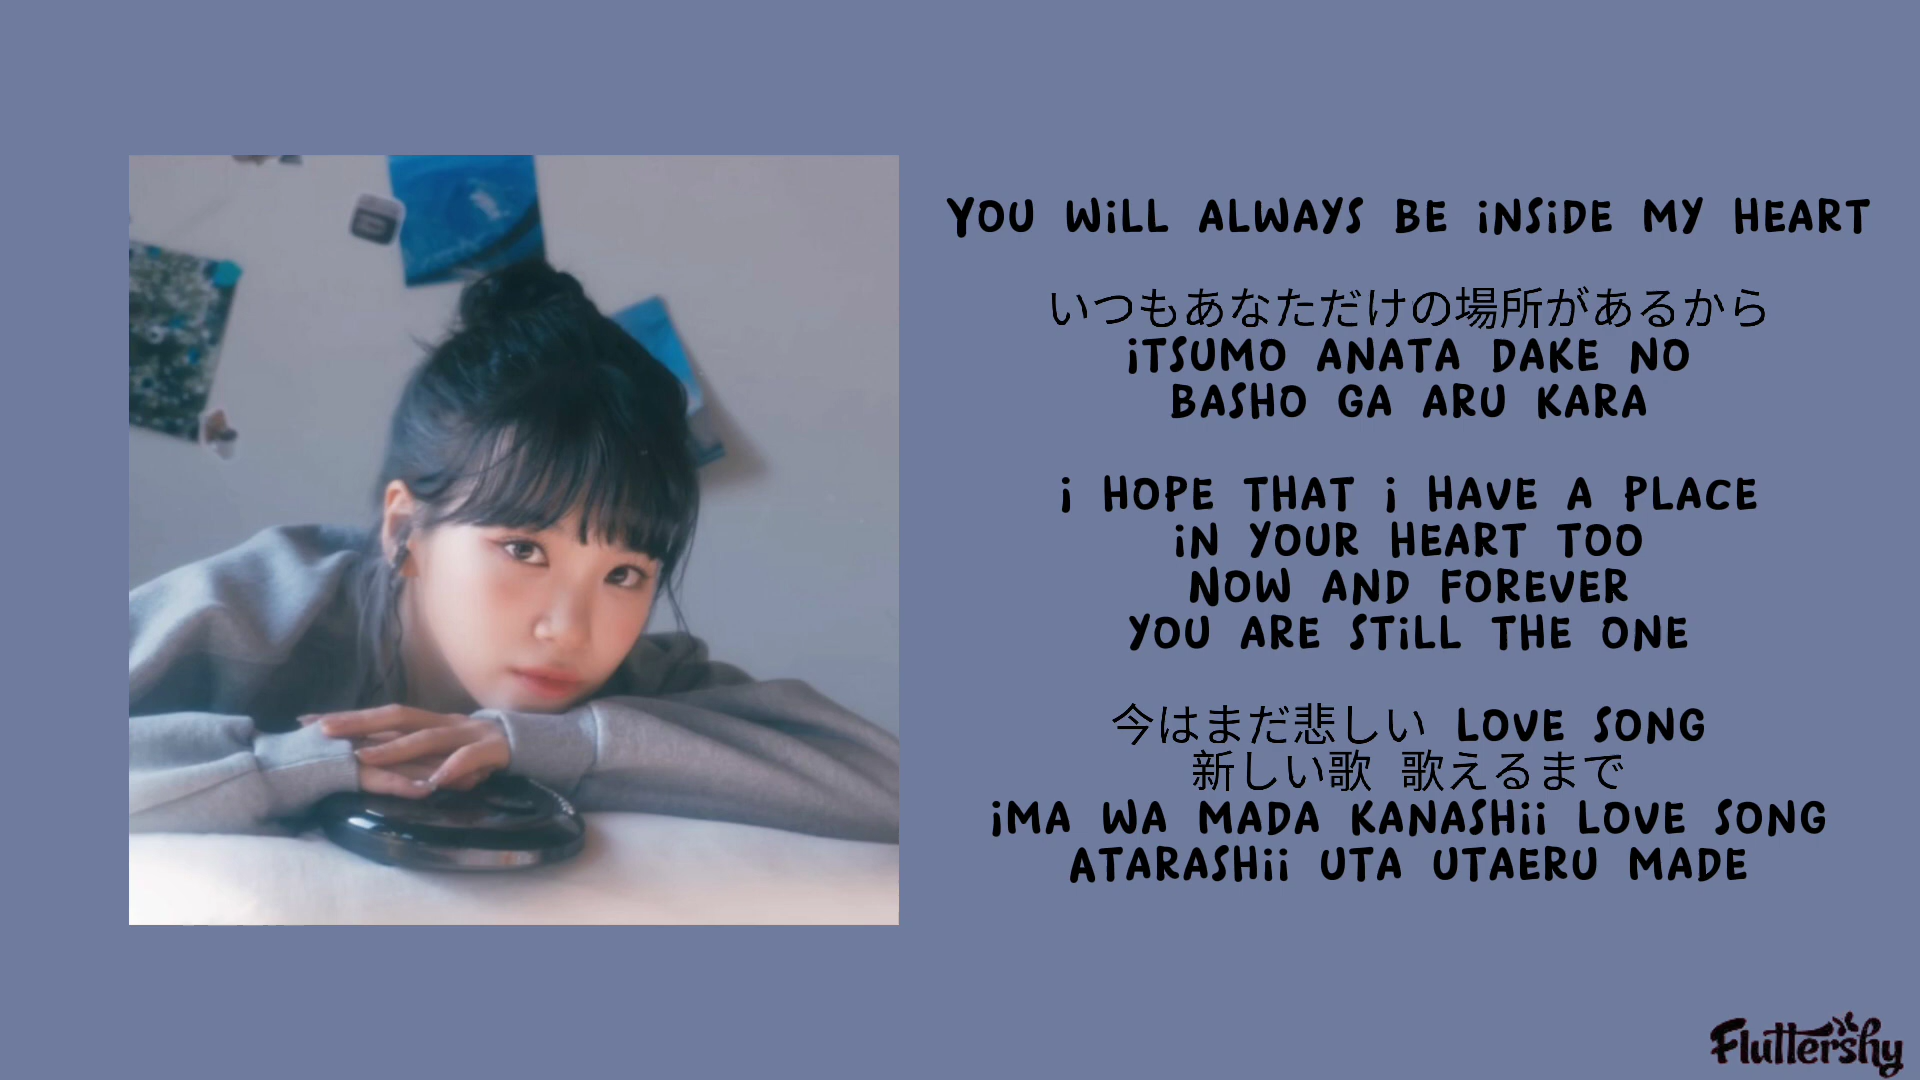 YOU WiLL ALWAYS BE iNSiDE MY HEART
いつもあなただけの場所があるから
iTSUMO ANATA DAKE NO
BASHO GA ARU KARA
i HOPE THAT i HAVE A PLACE
iN YOUR HEART TOO
NOW AND FOREVER
YOU ARE STiLL THE ONE
今はまだ悲しい LOVE SONG
新しい歌 歌えるまで
iMA WA MADA KANASHii LOVE SONG
ATARASHii UTA UTAERU MADE
Fluttershy